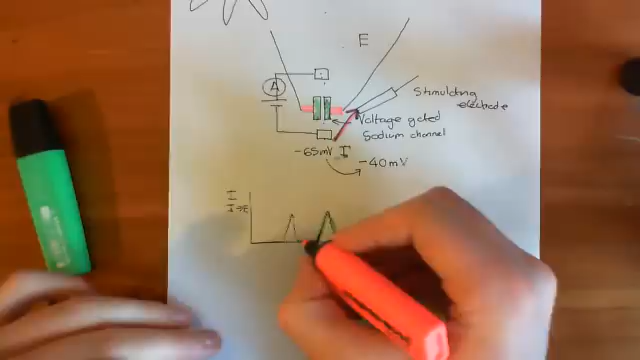 E
A
Stimulating
electrode
Voltage gated
Sodium channel
-65mV I
-40mV
I